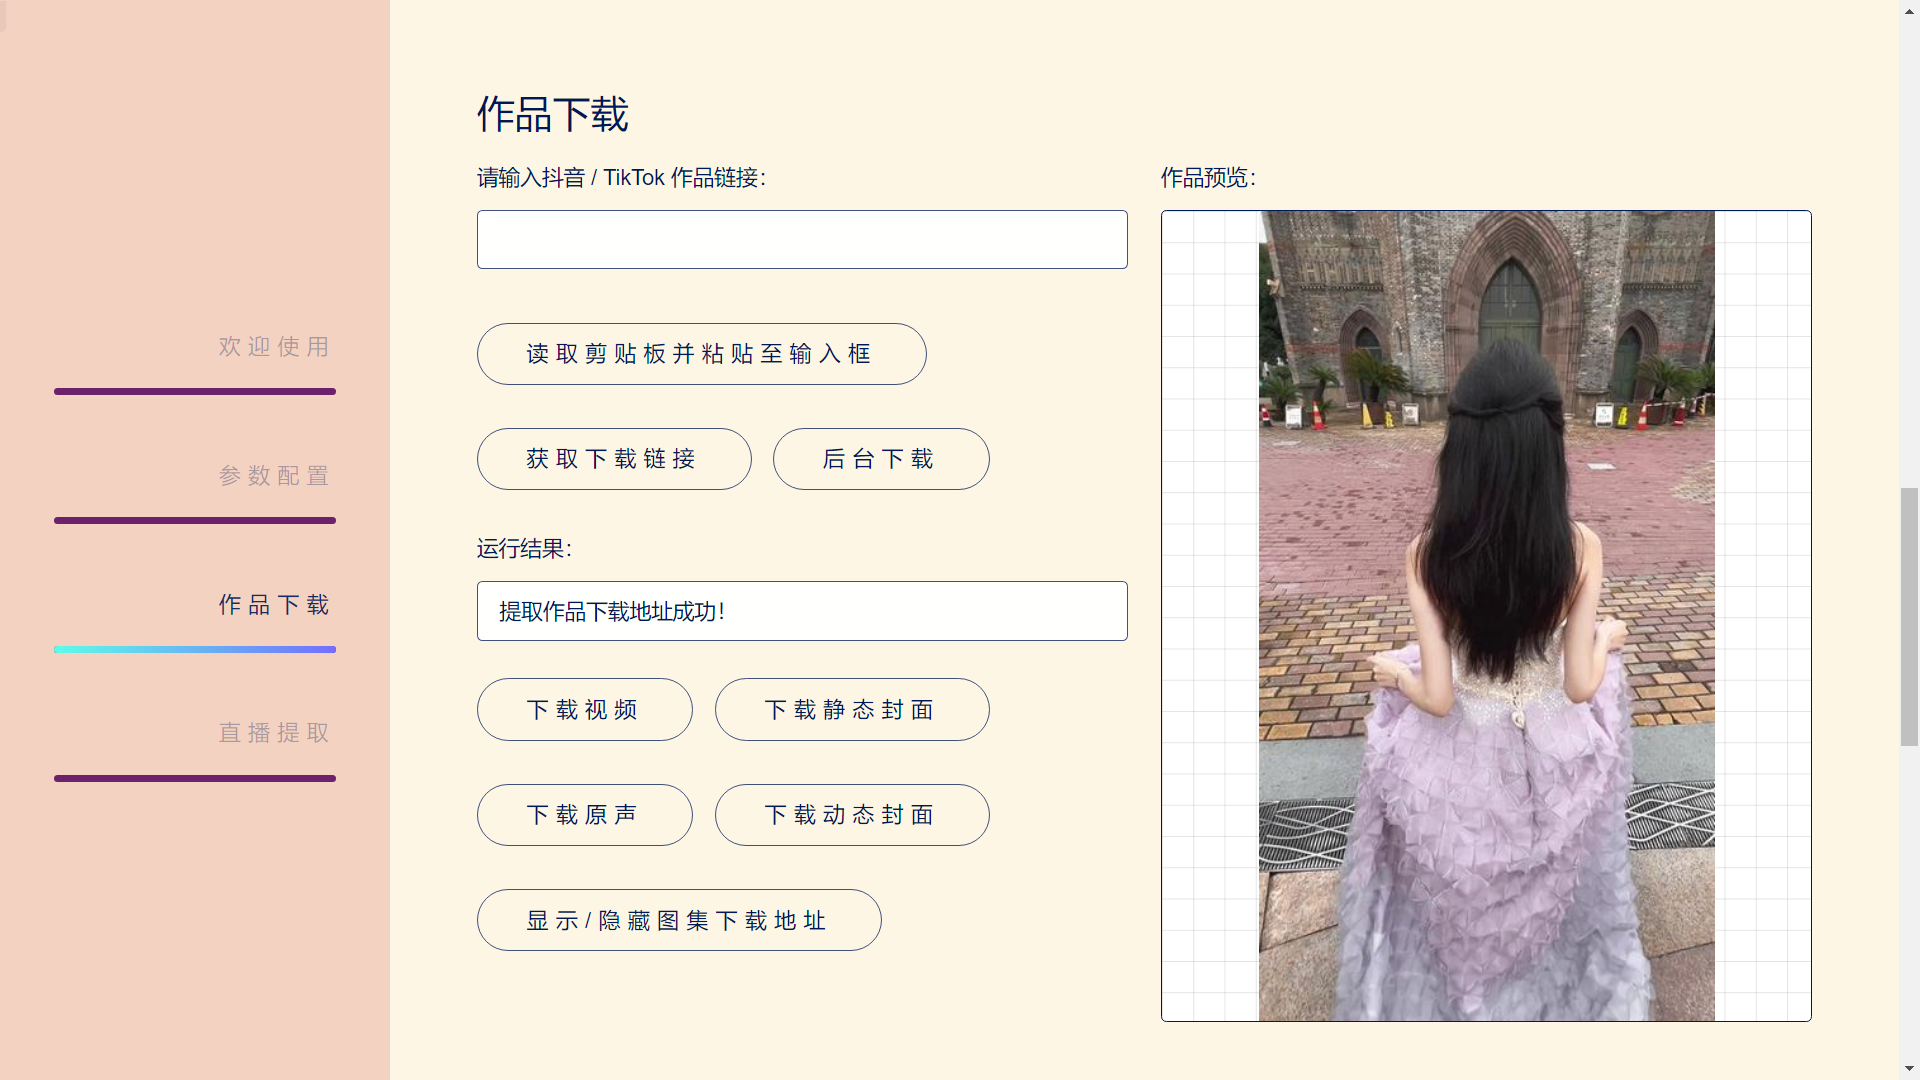 欢迎使用
参数配置
作品下载
直播提取
作品下载
请输入抖音 / TikTok 作品链接：
读取剪贴板并粘贴至输入框
获取下载链接
后台下载
运行结果：
提取作品下载地址成功！
下载视频
下载静态封面
下载原声
下载动态封面
显示/隐藏图集下载地址
作品预览：